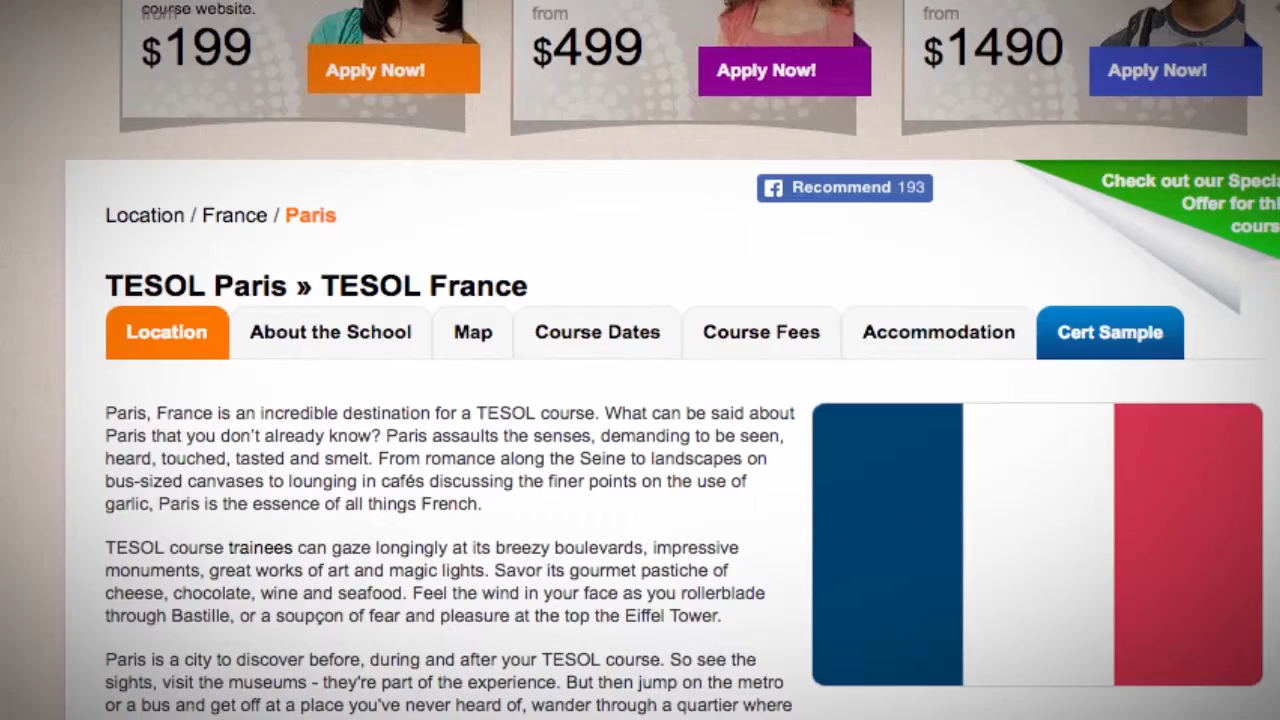 course website.
from
from
from
$199
$499
$1490
Apply Now!
Apply Now!
Apply Now!
Recommend 193
Check out our
Offer for
Location / France / Paris
TESOL Paris » TESOL France
Location
About the School
Map
Course Dates
Course Fees
Accommodation
Cert Sample
Paris, France is an incredible destination for a TESOL course. What can be said about
Paris that you don't already know? Paris assaults the senses, demanding to be seen,
heard, touched, tasted and smelt. From romance along the Seine to landscapes on
bus-sized canvases to lounging in cafés discussing the finer points on the use of
garlic, Paris is the essence of all things French.
TESOL course trainees can gaze longingly at its breezy boulevards, impressive
monuments, great works of art and magic lights. Savor its gourmet pastiche of
cheese, chocolate, wine and seafood. Feel the wind in your face as you rollerblade
through Bastille, or a soupçon of fear and pleasure at the top the Eiffel Tower.
Paris is a city to discover before, during and after your TESOL course. So see the
sights, visit the museums - they're part of the experience. But then jump on the metro
or a bus and get off at a place you've never heard of, wander through a quartier where